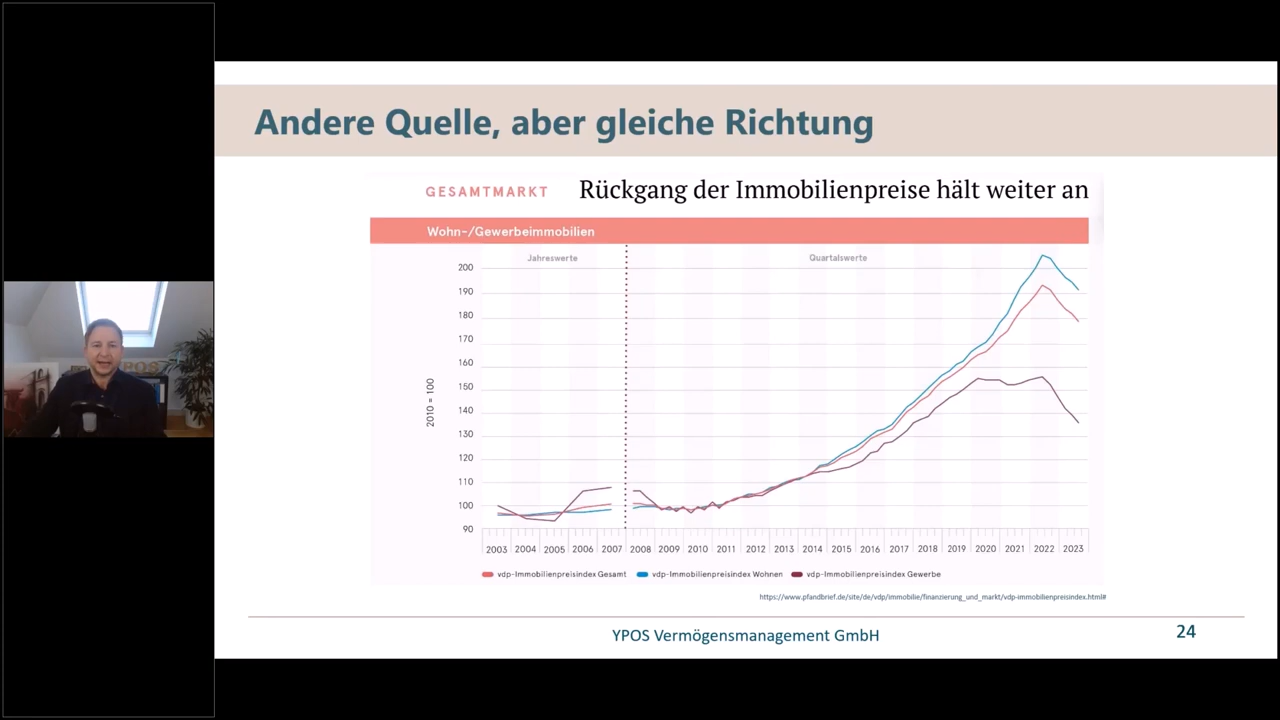 Andere Quelle, aber gleiche Richtung
GESAMTMARKT Rückgang der Immobilienpreise hält weiter an
Wohn-/Gewerbeimmobilien
Jahreswerte Quartalswerte
200
190
180
170
160
150
140
130
120
110
100
90
2010 = 100
2003 2004 2005 2006 2007 2008 2009 2010 2011 2012 2013 2014 2015 2016 2017 2018 2019 2020 2021 2022 2023
vdp-Immobilienpreisindex Gesamt vdp-Immobilienpreisindex Wohnen vdp-Immobilienpreisindex Gewerbe
https://www.pfandbrief.de/site/de/vdp/immobilie/finanzierung_und_markt/vdp-immobilienpreisindex.html#
YPOS Vermögensmanagement GmbH 24
YPOS